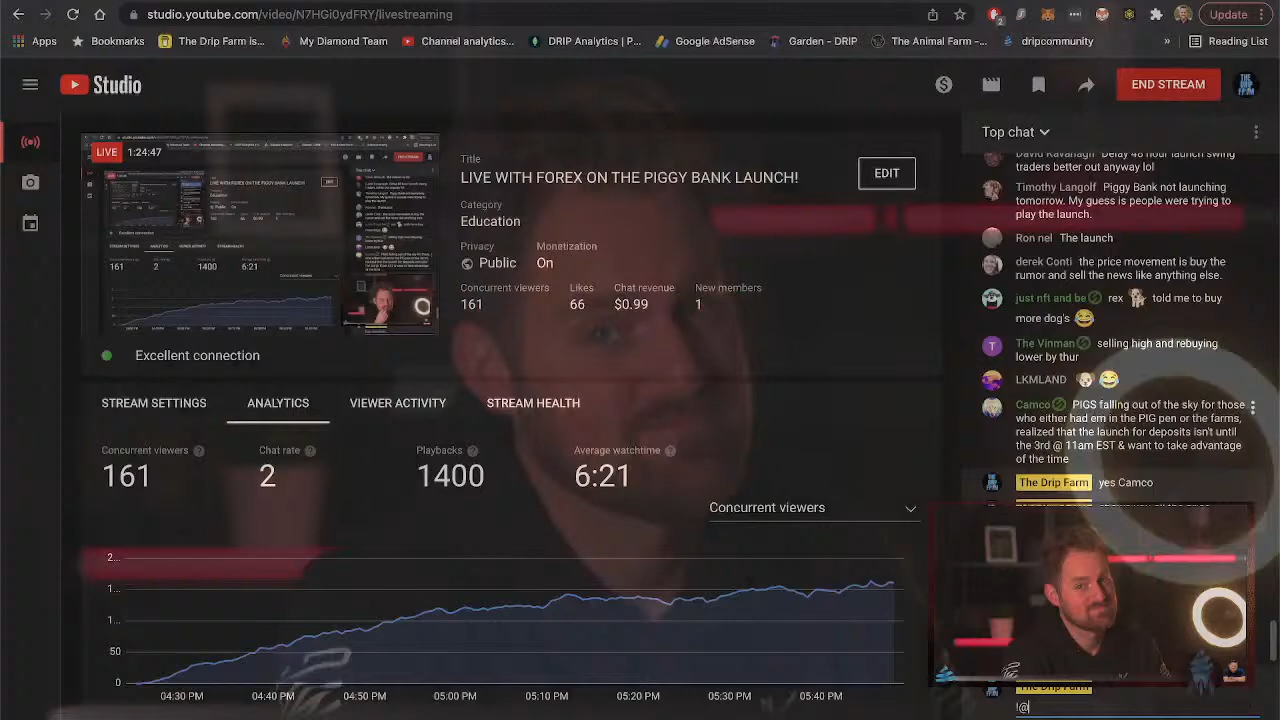 studio.youtube.com/video/N7HGi0ydFRY/livestreaming
Update
Apps
Bookmarks
The Drip Farm is...
My Diamond Team
Channel analytics...
DRIP Analytics | P...
Google AdSense
Garden - DRIP
The Animal Farm -...
dripcommunity
»
Reading List
Studio
END STREAM
LIVE 1:24:47
Title
LIVE WITH FOREX ON THE PIGGY BANK LAUNCH!
EDIT
Category
Education
Privacy
Monetization
Public
On
Concurrent viewers
Likes
Chat revenue
New members
161
66
$0.99
1
Excellent connection
STREAM SETTINGS
ANALYTICS
VIEWER ACTIVITY
STREAM HEALTH
Concurrent viewers
Chat rate
Playbacks
Average watchtime
161
2
1400
6:21
Concurrent viewers
2...
1...
1...
50
0
04:30 PM
04:40 PM
04:50 PM
05:00 PM
05:10 PM
05:20 PM
05:30 PM
05:40 PM
Top chat
David Kavanagh Delay 48 hour launch swing
traders better out anyway lol
Timothy Lugin
Piggy Bank not launching
tomorrow. My guess is people were trying to
play the launch.
Ron nel The launch
derek Conti the price movement is buy the
rumor and sell the news like anything else.
just nft and be rex told me to buy
more dog's
The Vinman selling high and rebuying
lower by thur
LKMLAND
Camco PIGS falling out of the sky for those
who either had em in the PIG pen or the farms,
realized that the launch for deposits isn't until
the 3rd @ 11am EST & want to take advantage
of the time
The Drip Farm yes Camco
The Drip Farm
!@